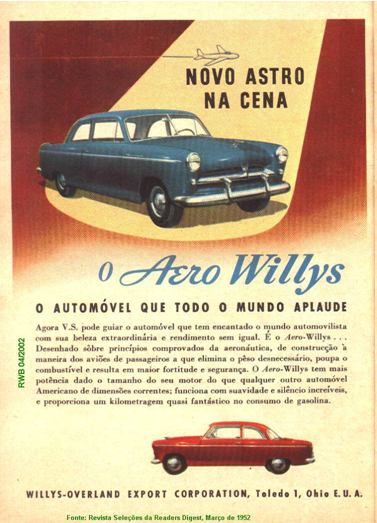 NOVO ASTRO
NA CENA
O Aero Willys
O AUTOMÓVEL QUE TODO O MUNDO APLAUDE
Agora V.S. pode guiar o automóvel que tem encantado o mundo automovilista
com sua beleza extraordinária e rendimento sem igual. É o Aero-Willys . . .
Desenhado sôbre princípios comprovados da aeronáutica, de construcção à
maneira dos aviões de passageiros a que elimina o pêso desnecessário, poupa o
combustível e resulta em maior fortitude e segurança. O Aero-Willys tem mais
potência dado o tamanho do seu motor do que qualquer outro automóvel
Americano de dimensões correntes; funciona com suavidade e silêncio increíveis,
e proporciona um kilometragem quasi fantástico no consumo de gasolina.
RWB 04/2002
WILLYS-OVERLAND EXPORT CORPORATION, Toledo 1, Ohio E.U.A.
Fonte: Revista Seleções da Readers Digest, Março de 1952